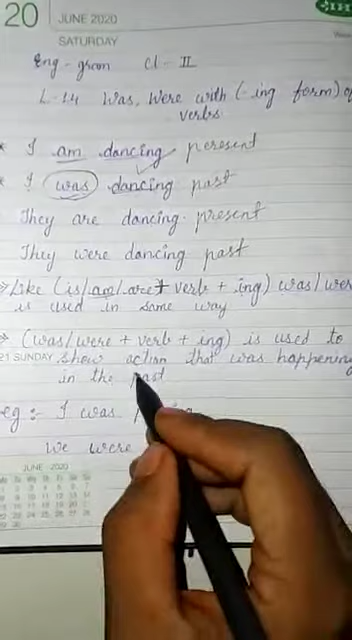 20 JUNE 2020
SATURDAY
Eng - gram Cl - II
L-14 Was, Were with (-ing form) of
verbs
* I am dancing peresent
* I was dancing past
They are dancing. present
They were dancing past
Like (is/am/are + verb + ing) was/wer
is used in same way
(was/were + verb + ing) is used to
21 SUNDAY show action that was happening
in the past
eg :- I was
We were
JUNE - 2020